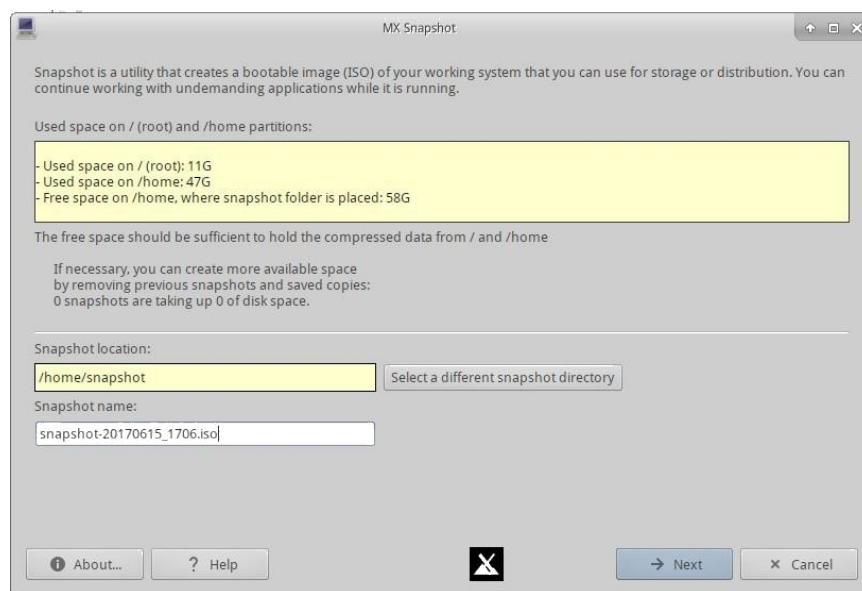 MX Snapshot
Snapshot is a utility that creates a bootable image (ISO) of your working system that you can use for storage or distribution. You can
continue working with undemanding applications while it is running.
Used space on / (root) and /home partitions:
- Used space on / (root): 11G
- Used space on /home: 47G
- Free space on /home, where snapshot folder is placed: 58G
The free space should be sufficient to hold the compressed data from / and /home
If necessary, you can create more available space
by removing previous snapshots and saved copies:
0 snapshots are taking up 0 of disk space.
Snapshot location:
/home/snapshot
Select a different snapshot directory
Snapshot name:
snapshot-20170615_1706.iso
About...
? Help
Next
Cancel